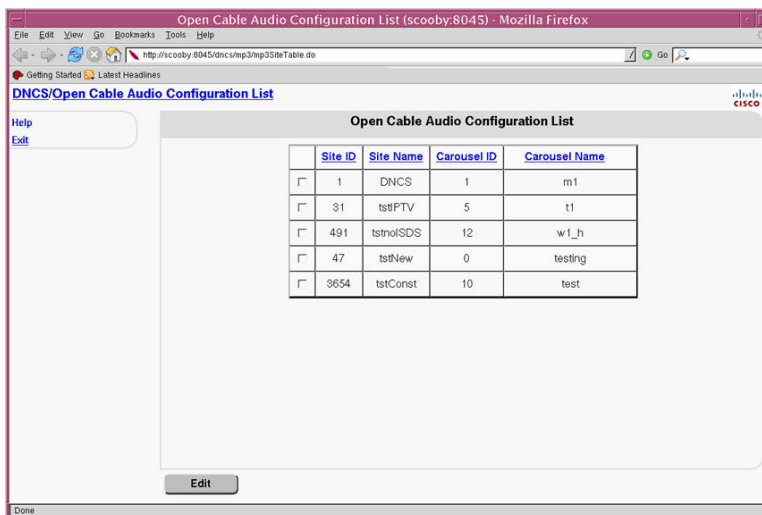 Open Cable Audio Configuration List (scooby:8045) - Mozilla Firefox
File Edit View Go Bookmarks Tools Help
http://scooby:8045/dncs/mp3/mp3SiteTable.do Go
Getting Started Latest Headlines
DNCS/Open Cable Audio Configuration List
CISCO
Help
Exit
Open Cable Audio Configuration List
Site ID Site Name Carousel ID Carousel Name
1 DNCS 1 m1
31 tstIPTV 5 t1
491 tstnoISDS 12 w1_h
47 tstNew 0 testing
3654 tstConst 10 test
Edit
Done